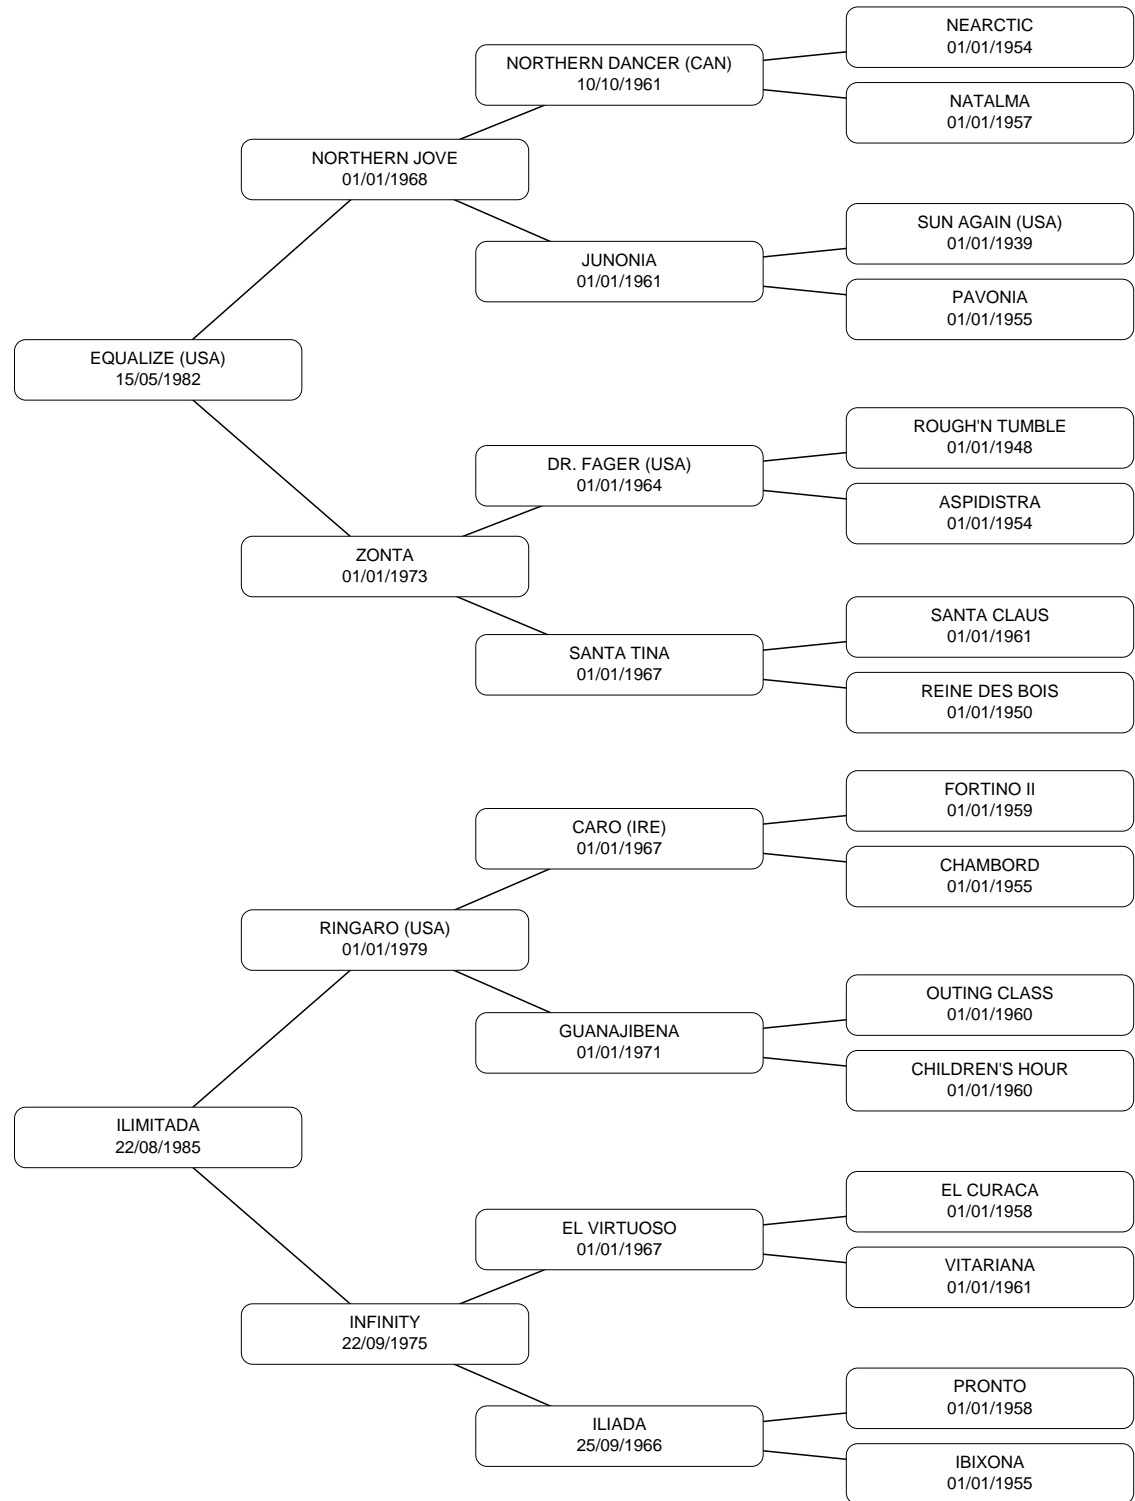 NEARCTIC
01/01/1954
NORTHERN DANCER (CAN)
10/10/1961
NATALMA
01/01/1957
NORTHERN JOVE
01/01/1968
SUN AGAIN (USA)
01/01/1939
JUNONIA
01/01/1961
PAVONIA
01/01/1955
EQUALIZE (USA)
15/05/1982
ROUGH'N TUMBLE
01/01/1948
DR. FAGER (USA)
01/01/1964
ASPIDISTRA
01/01/1954
ZONTA
01/01/1973
SANTA CLAUS
01/01/1961
SANTA TINA
01/01/1967
REINE DES BOIS
01/01/1950
FORTINO II
01/01/1959
CARO (IRE)
01/01/1967
CHAMBORD
01/01/1955
RINGARO (USA)
01/01/1979
OUTING CLASS
01/01/1960
GUANAJIBENA
01/01/1971
CHILDREN'S HOUR
01/01/1960
ILIMITADA
22/08/1985
EL CURACA
01/01/1958
EL VIRTUOSO
01/01/1967
VITARIANA
01/01/1961
INFINITY
22/09/1975
PRONTO
01/01/1958
ILIADA
25/09/1966
IBIXONA
01/01/1955